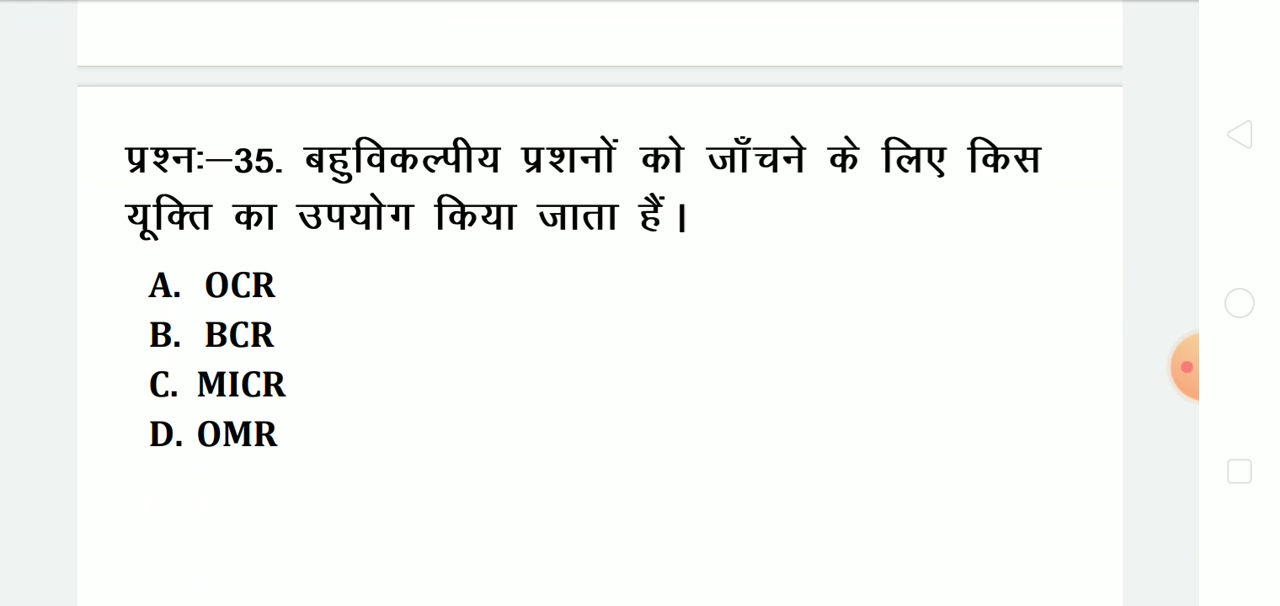 प्रश्नः–35. बहुविकल्पीय प्रशनों को जाँचने के लिए किस
यूक्ति का उपयोग किया जाता हैं।
A. OCR
B. BCR
C. MICR
D. OMR